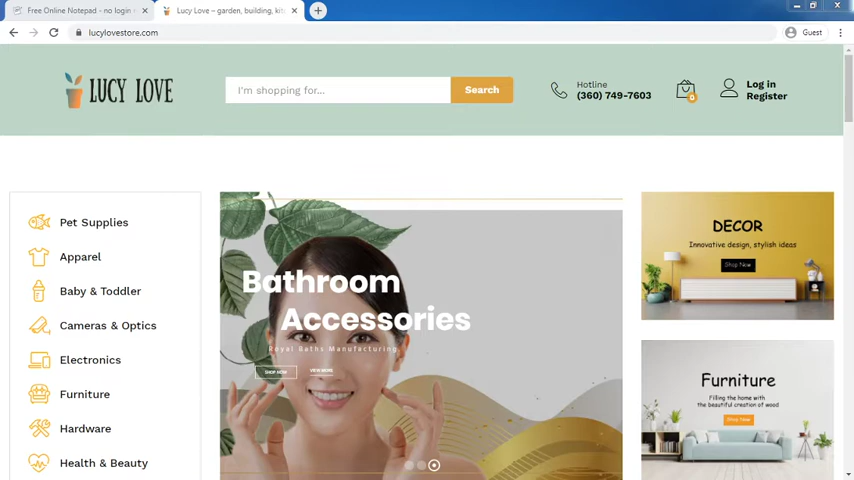 Free Online Notepad - no login
Lucy Love – garden, building, kit
lucylovestore.com
Guest
LUCY LOVE
I'm shopping for...
Search
Hotline
(360) 749-7603
0
Log in
Register
Pet Supplies
Apparel
Baby & Toddler
Cameras & Optics
Electronics
Furniture
Hardware
Health & Beauty
Bathroom
Accessories
Royal Baths Manufacturing.
SHOP NOW
VIEW MORE
DECOR
Innovative design, stylish ideas
Shop Now
Furniture
Filling the home with
the beautiful creation of wood
Shop Now